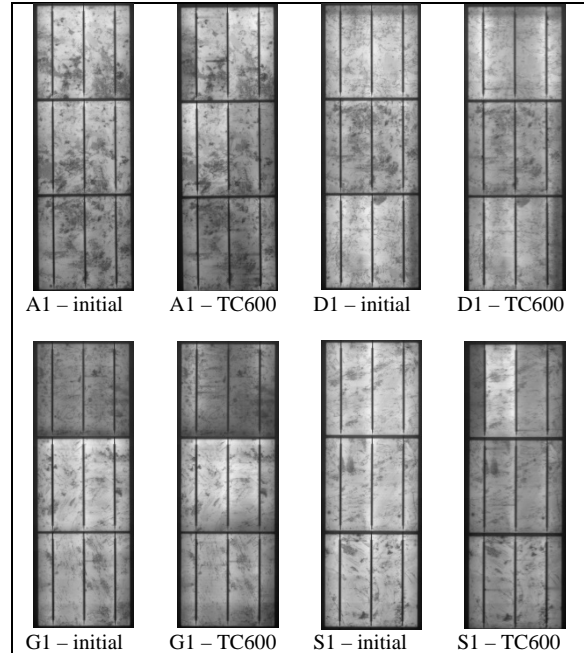 A1 – initial A1 – TC600 D1 – initial D1 – TC600
G1 – initial G1 – TC600 S1 – initial S1 – TC600